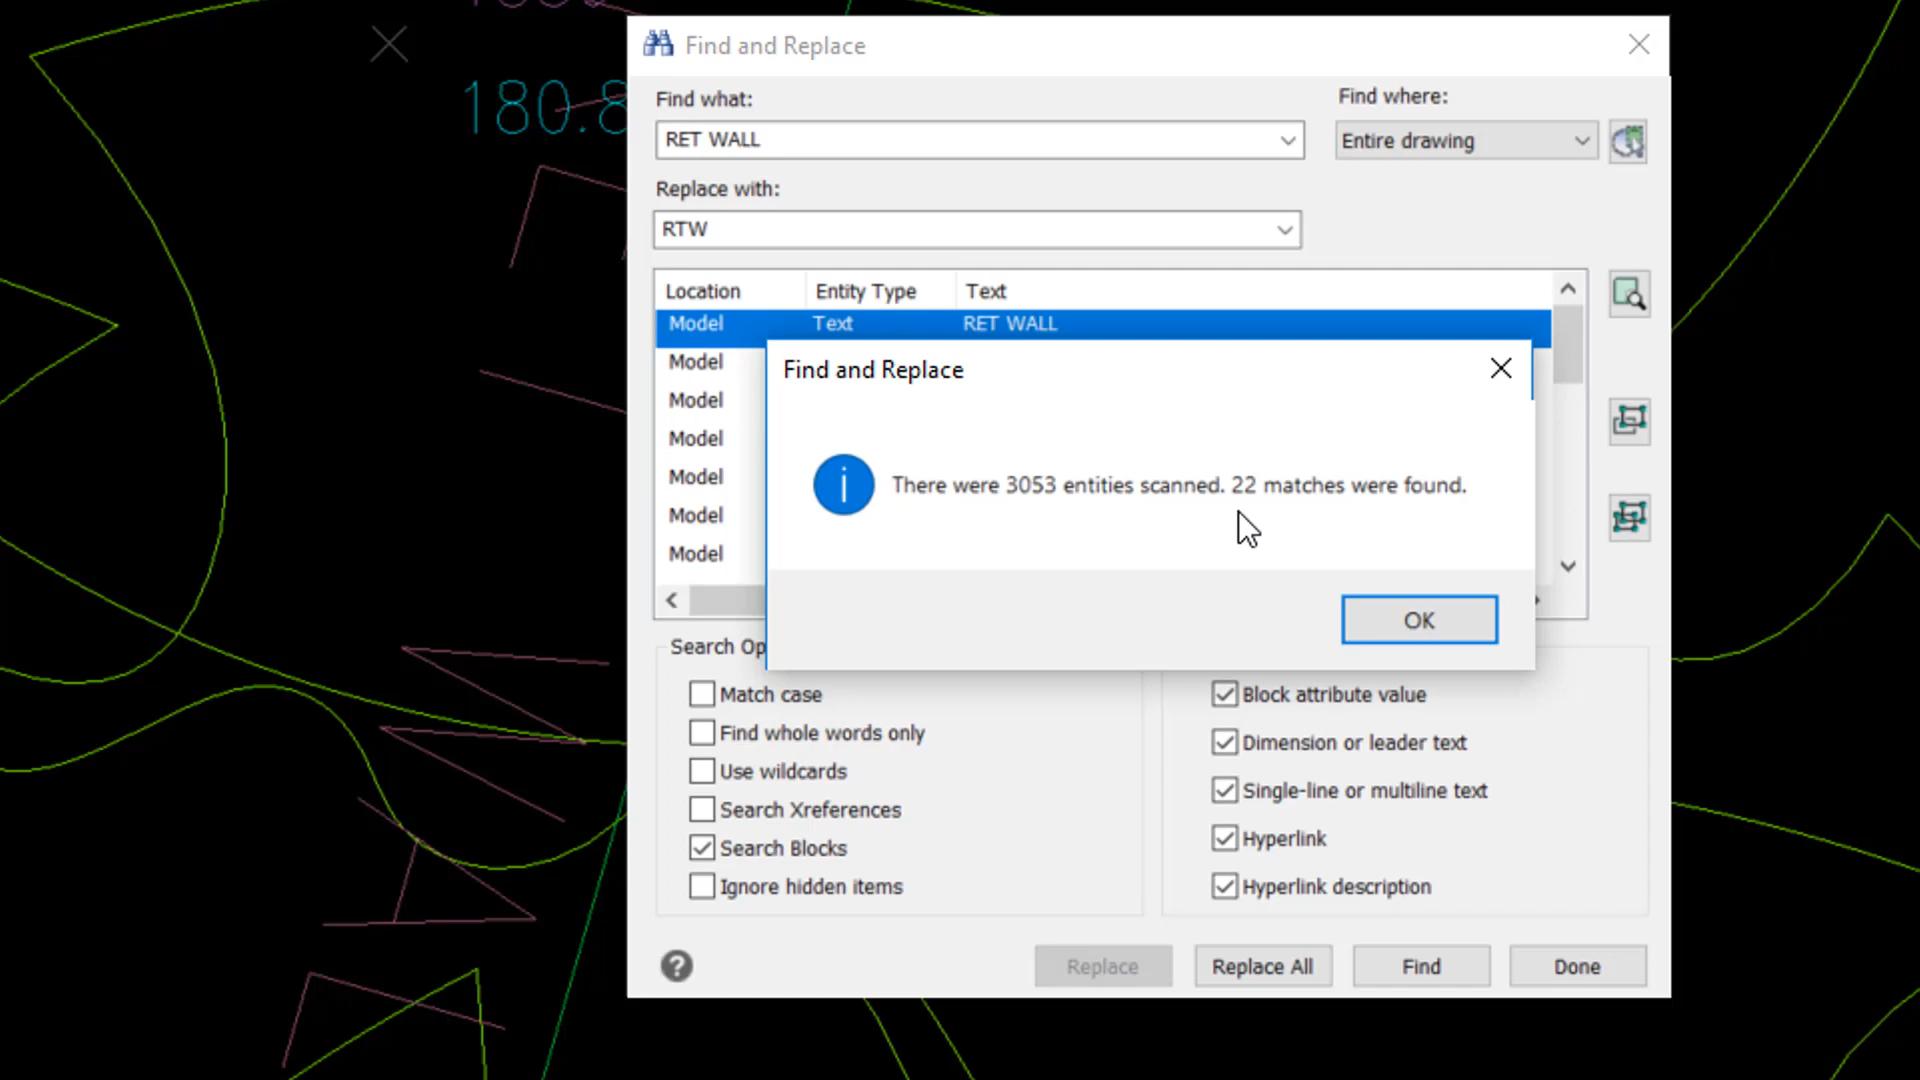 180.8
Find and Replace
Find what:
Find where:
RET WALL
Entire drawing
Replace with:
RTW
Location Entity Type Text
Model Text RET WALL
Model
Model
Model
Model
Model
Model
Find and Replace
There were 3053 entities scanned. 22 matches were found.
OK
Search Op
Match case
Find whole words only
Use wildcards
Search Xreferences
Search Blocks
Ignore hidden items
Block attribute value
Dimension or leader text
Single-line or multiline text
Hyperlink
Hyperlink description
Replace
Replace All
Find
Done